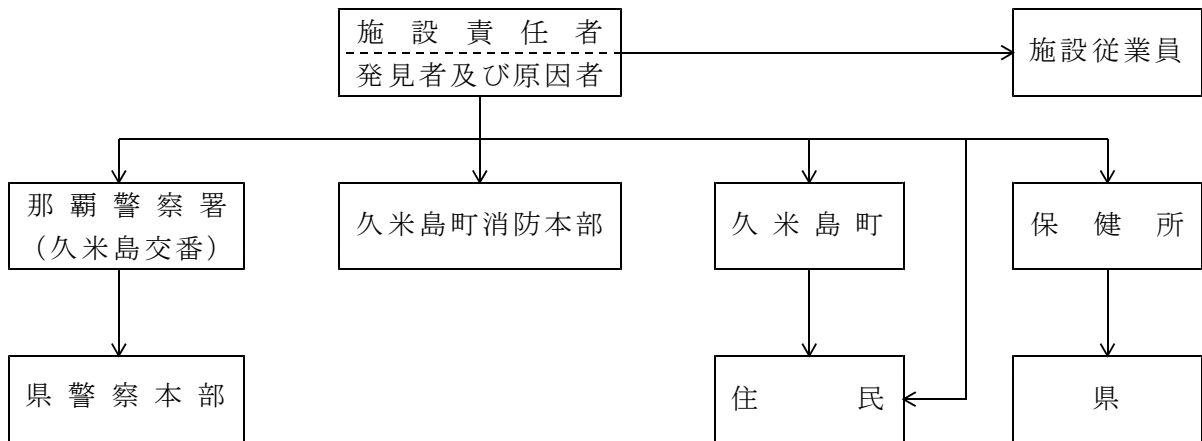 施設責任者
発見者及び原因者
施設従業員
那覇警察署
(久米島交番)
久米島町消防本部
久米島町
保健所
県警察本部
住民
県